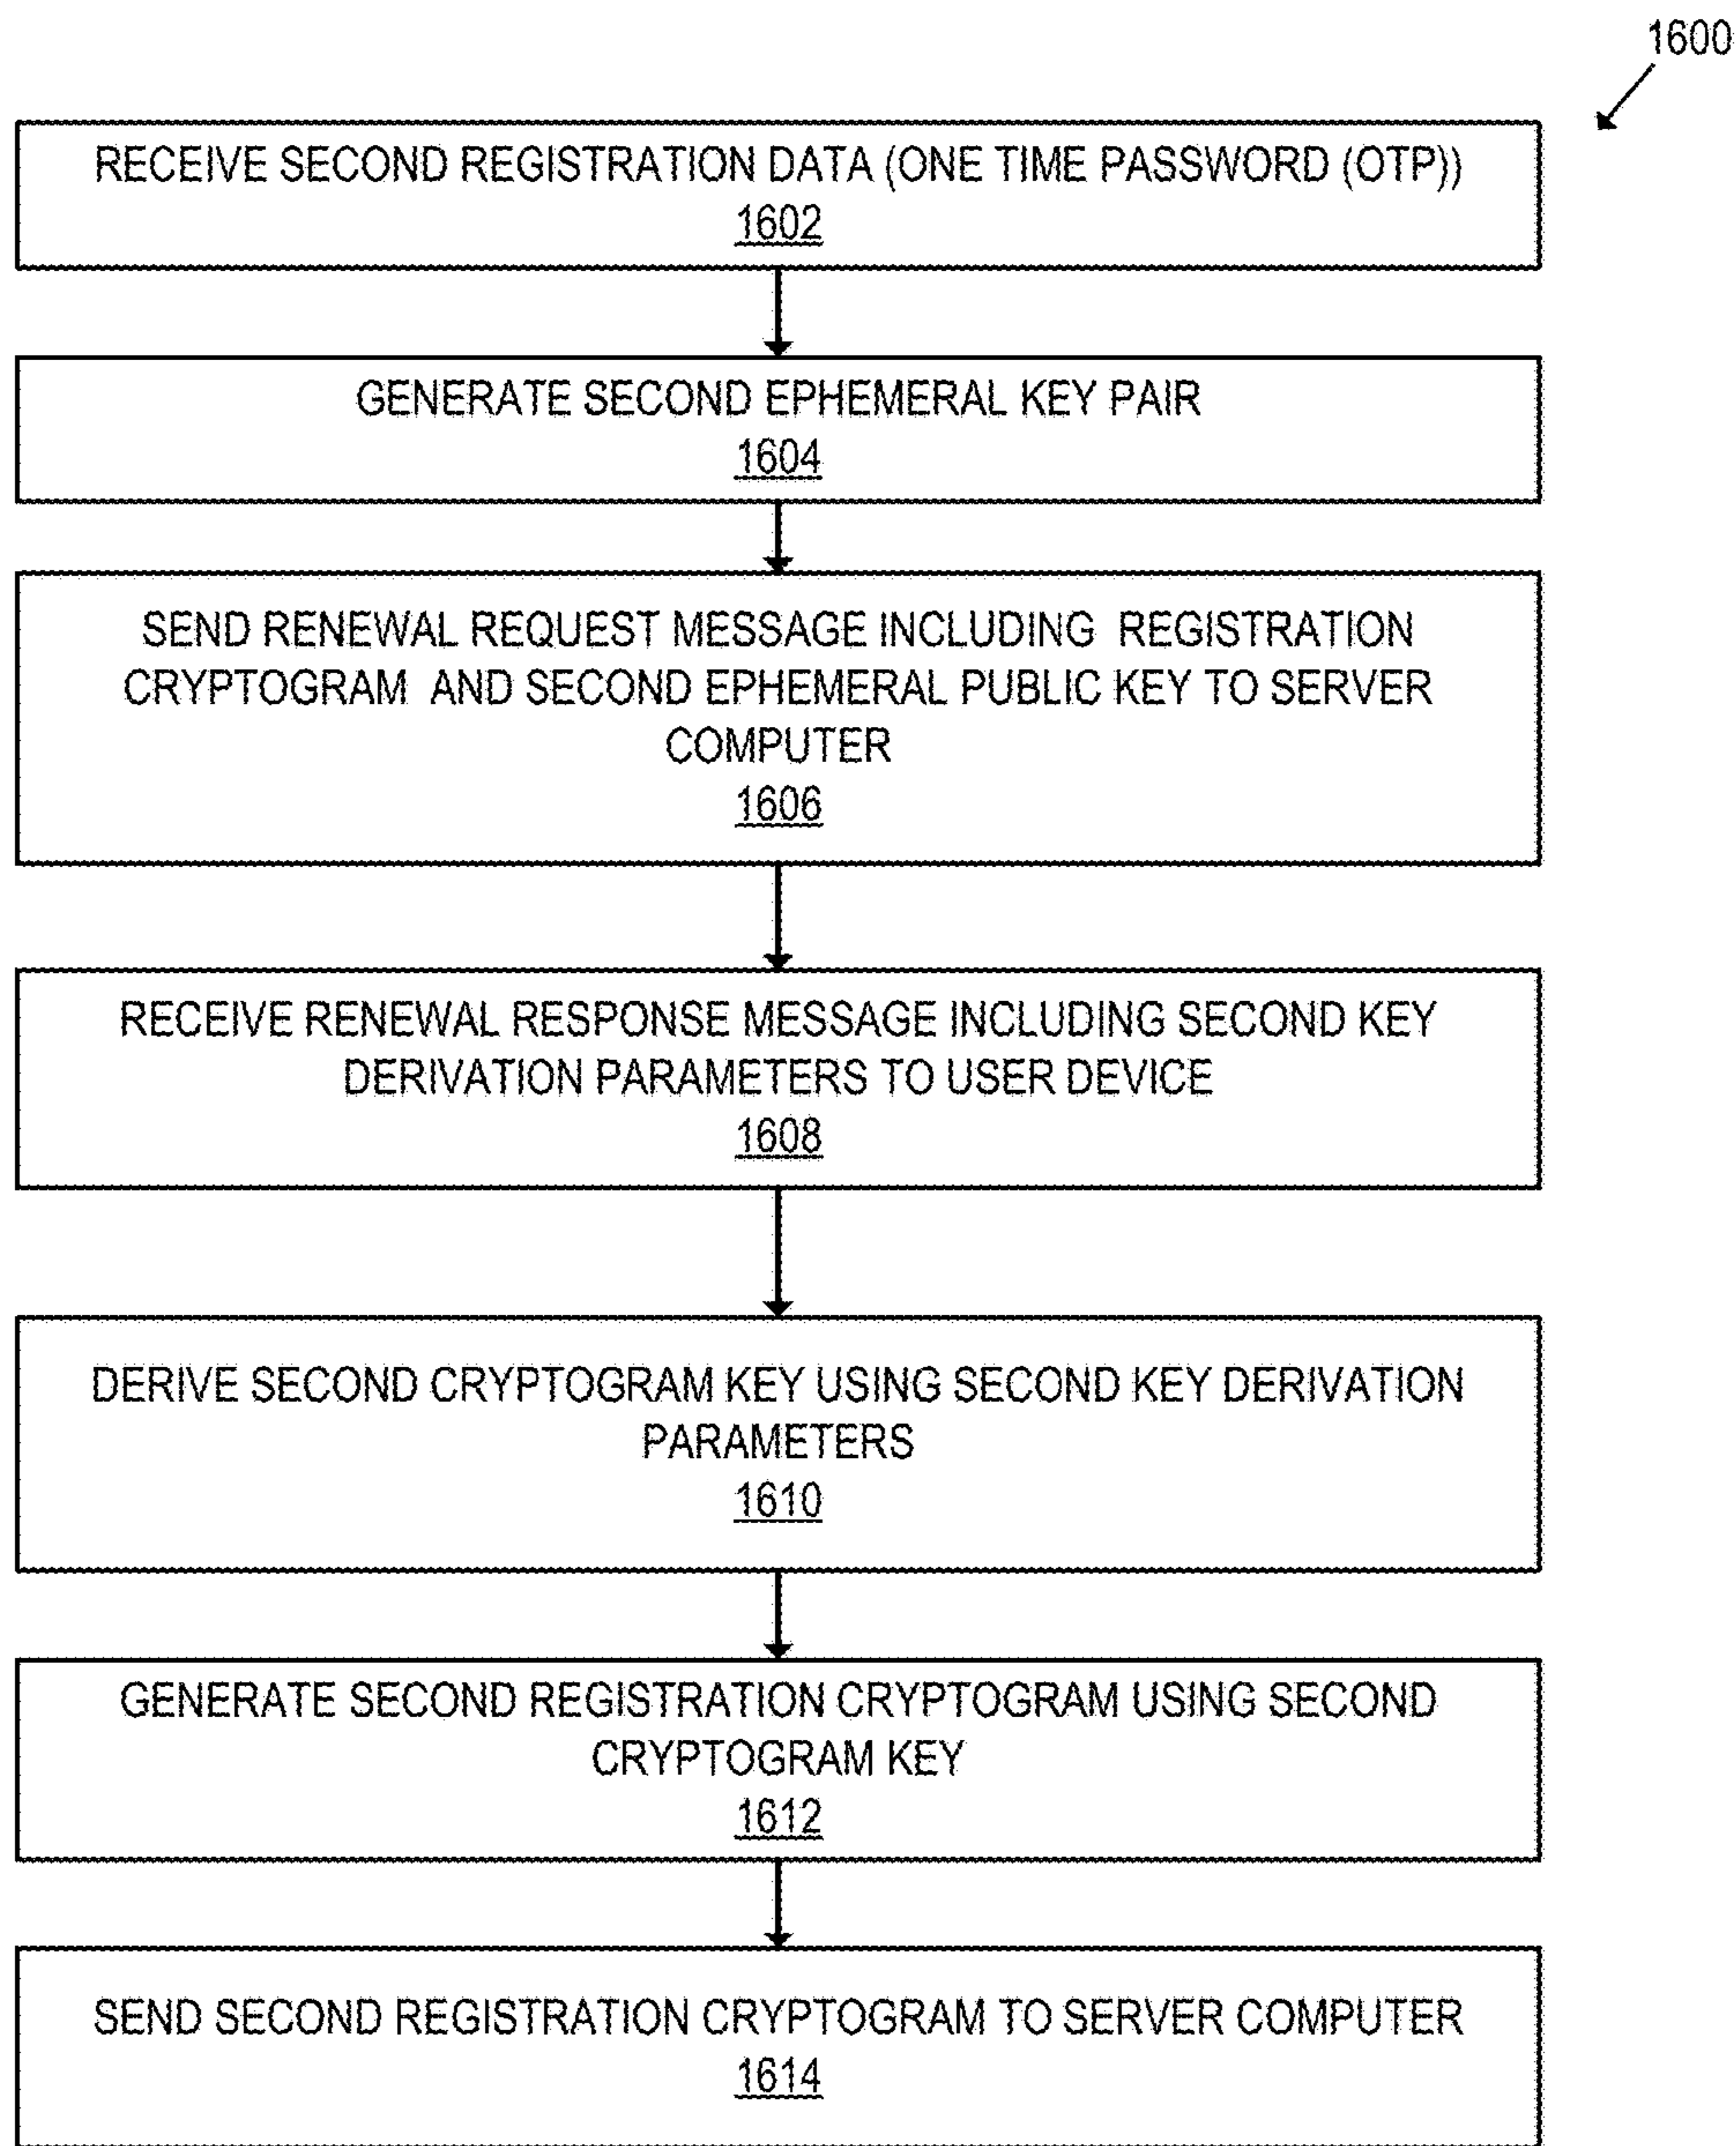 1600
RECEIVE SECOND REGISTRATION DATA (ONE TIME PASSWORD (OTP))
1602
GENERATE SECOND EPHEMERAL KEY PAIR
1604
SEND RENEWAL REQUEST MESSAGE INCLUDING REGISTRATION
CRYPTOGRAM AND SECOND EPHEMERAL PUBLIC KEY TO SERVER
COMPUTER
1606
RECEIVE RENEWAL RESPONSE MESSAGE INCLUDING SECOND KEY
DERIVATION PARAMETERS TO USER DEVICE
1608
DERIVE SECOND CRYPTOGRAM KEY USING SECOND KEY DERIVATION
PARAMETERS
1610
GENERATE SECOND REGISTRATION CRYPTOGRAM USING SECOND
CRYPTOGRAM KEY
1612
SEND SECOND REGISTRATION CRYPTOGRAM TO SERVER COMPUTER
1614